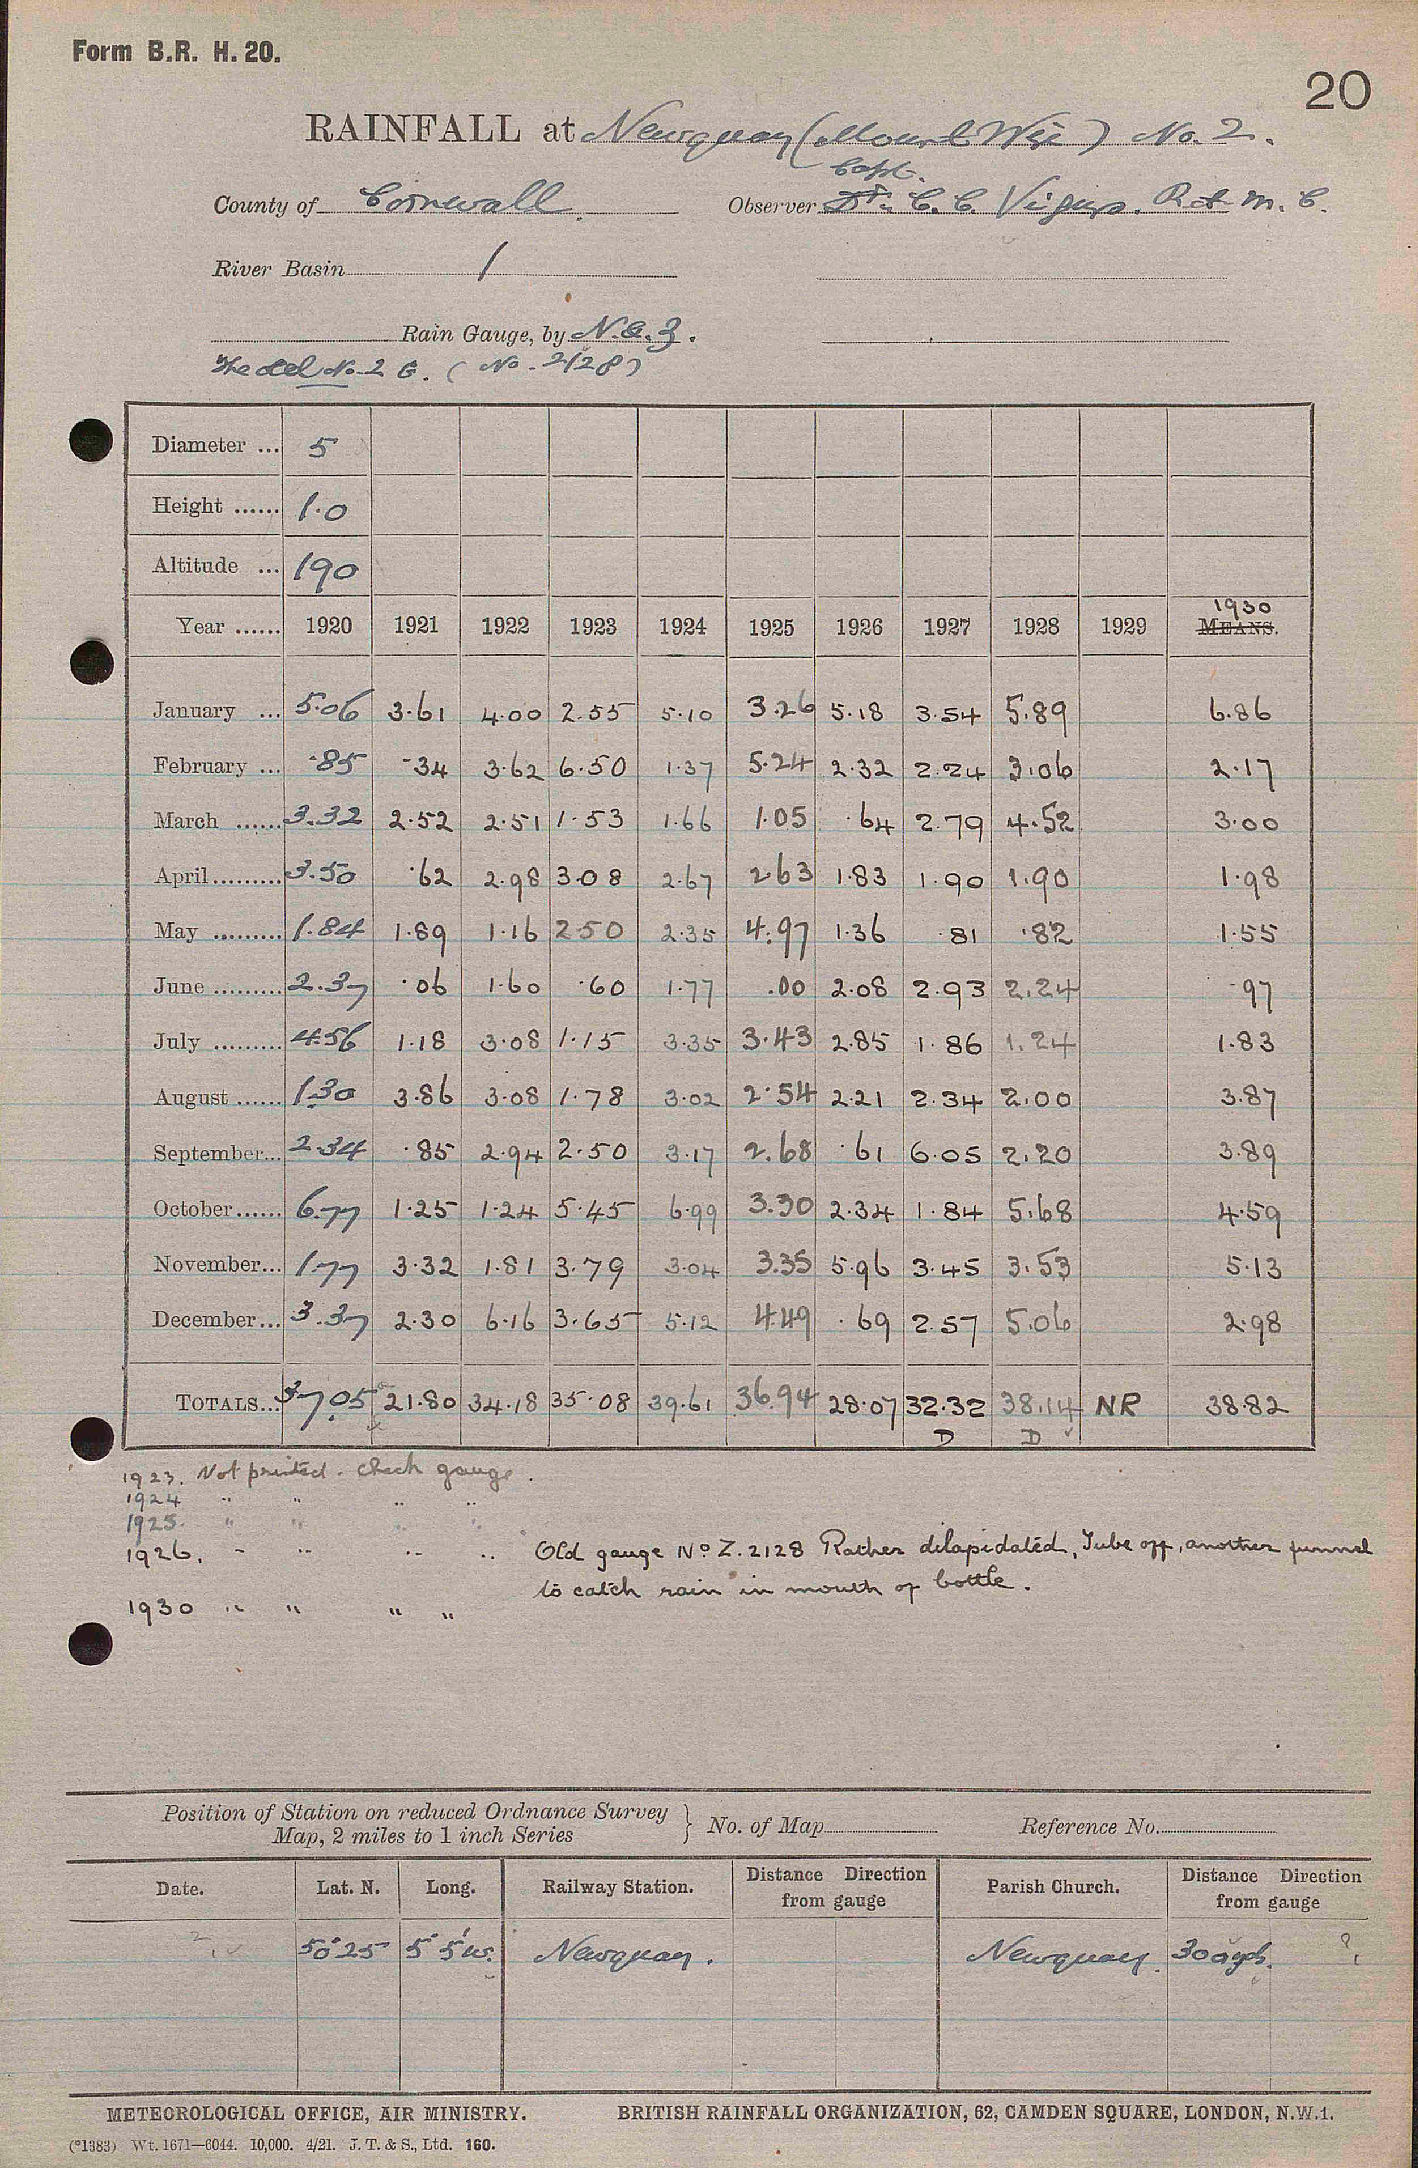 Form B.R. H. 20.
20
RAINFALL at Newquay (Mount Wise) No. 2.
Capt.
County of Cornwall. Observer Dr. C. C. Vigurs. R.A.M.C.
River Basin 1
Rain Gauge, by N. & Z.
No. 2 G. (No. 2128)
Diameter ... 5
Height ...... 1.0
Altitude ... 190
1930
Year ...... 1920 1921 1922 1923 1924 1925 1926 1927 1928 1929 MEANS.
January ... 5.06 3.61 4.00 2.55 5.10 3.26 5.18 3.54 5.89 6.86
February ... .85 .34 3.62 6.50 1.37 5.24 2.32 2.24 3.06 2.17
March ...... 3.32 2.52 2.51 1.53 1.66 1.05 .64 2.79 4.52 3.00
April......... 3.50 .62 2.98 3.08 2.67 2.63 1.83 1.90 1.90 1.98
May ......... 1.84 1.89 1.16 2.50 2.35 4.97 1.36 .81 .82 1.55
June ......... 2.37 .06 1.60 .60 1.77 .00 2.08 2.93 2.24 .97
July ......... 4.56 1.18 3.08 1.15 3.35 3.43 2.85 1.86 1.24 1.83
August ...... 1.30 3.86 3.08 1.78 3.02 2.54 2.21 2.34 2.00 3.87
September... 2.34 .85 2.94 2.50 3.17 2.68 .61 6.05 2.20 3.89
October...... 6.77 1.25 1.24 5.45 6.99 3.30 2.34 1.84 5.68 4.59
November... 1.77 3.32 1.81 3.79 3.04 3.35 5.96 3.45 3.53 5.13
December... 3.37 2.30 6.16 3.65 5.12 4.49 .69 2.57 5.06 2.98
TOTALS... 37.05 21.80 34.18 35.08 39.61 36.94 28.07 32.32 38.14 NR 38.82
D D
1923. Not printed. Check gauge.
1924 " " " "
1925. " " " "
1926. " " " " Old gauge No Z.2128 Rather dilapidated, Tube off, another funnel
to catch rain in mouth of bottle.
1930 " " " "
Position of Station on reduced Ordnance Survey } No. of Map Reference No.
Map, 2 miles to 1 inch Series
Date. Lat. N. Long. Railway Station. Distance Direction Parish Church. Distance Direction
from gauge from gauge
50°25' 5°5'W. Newquay. Newquay. 300 yds. ?
METEOROLOGICAL OFFICE, AIR MINISTRY. BRITISH RAINFALL ORGANIZATION, 62, CAMDEN SQUARE, LONDON, N.W.1.
(*1383) Wt. 1671—6044. 10,000. 4/21. J. T. & S., Ltd. 160.